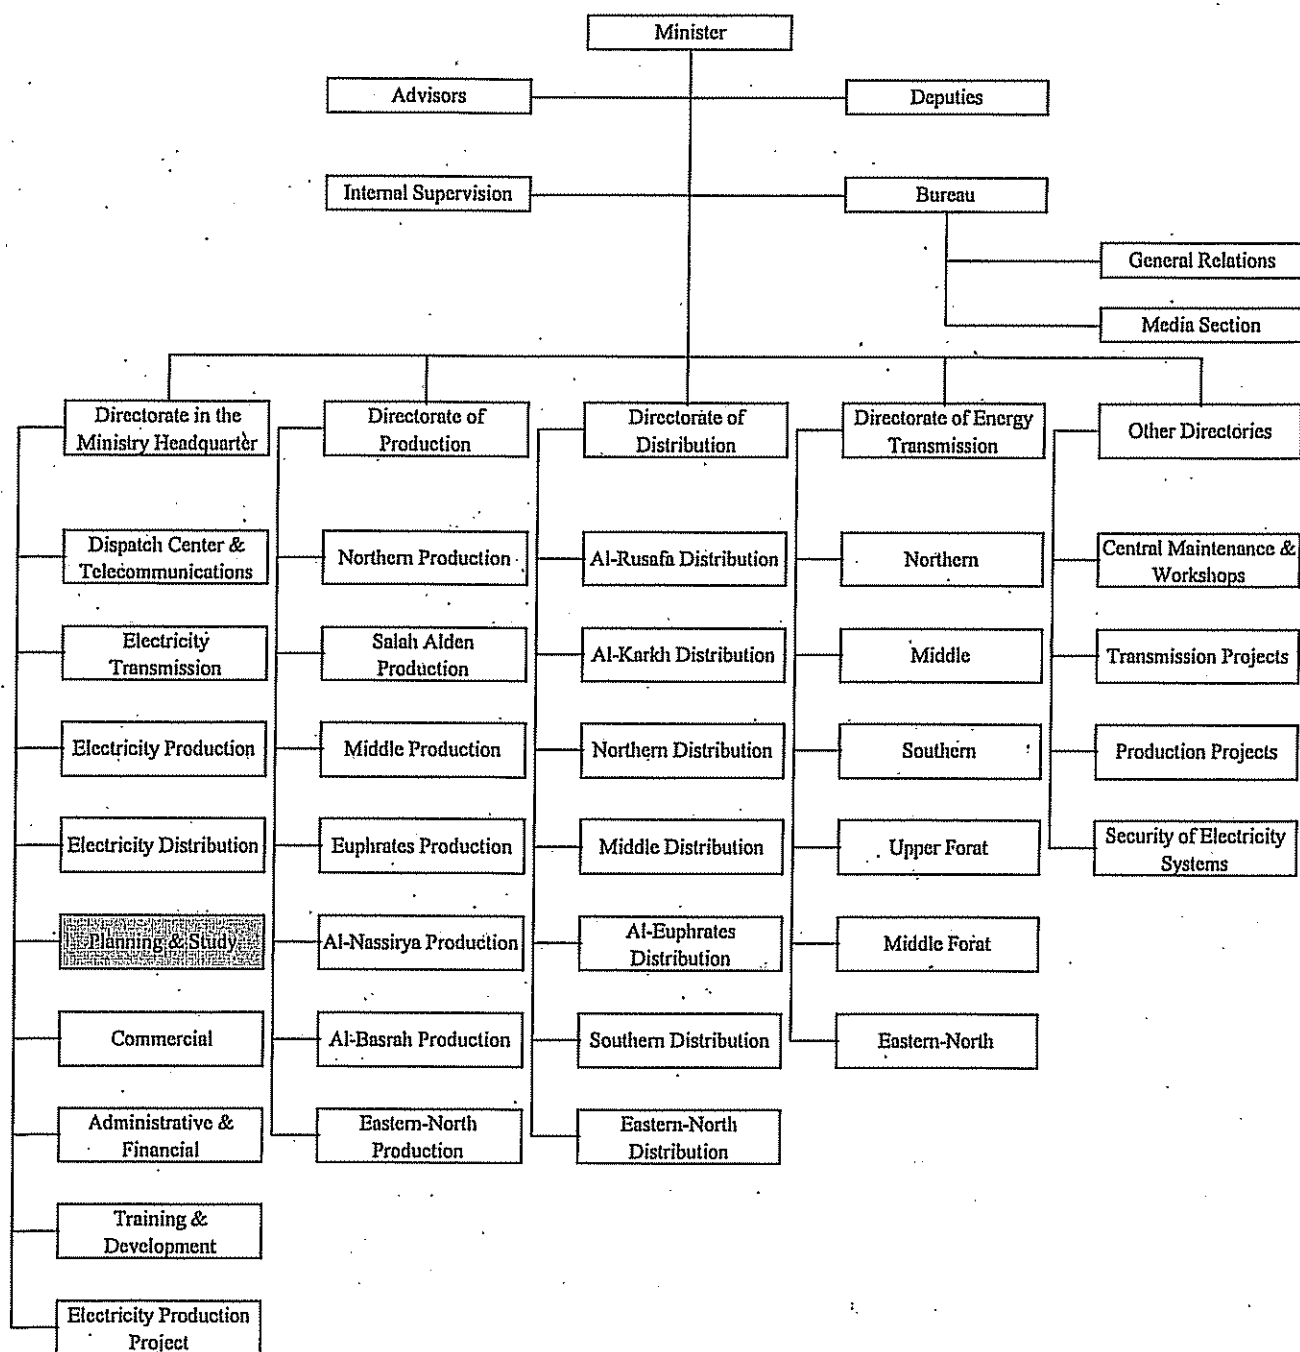 Minister
Advisors
Deputies
Internal Supervision
Bureau
General Relations
Media Section
Directorate in the
Ministry Headquarter
Directorate of
Production
Directorate of
Distribution
Directorate of Energy
Transmission
Other Directories
Dispatch Center &
Telecommunications
Electricity
Transmission
Electricity Production
Electricity Distribution
Planning & Study
Commercial
Administrative &
Financial
Training &
Development
Electricity Production
Project
Northern Production
Salah Alden
Production
Middle Production
Euphrates Production
Al-Nassirya Production
Al-Basrah Production
Eastern-North
Production
Al-Rusafa Distribution
Al-Karkh Distribution
Northern Distribution
Middle Distribution
Al-Euphrates
Distribution
Southern Distribution
Eastern-North
Distribution
Northern
Middle
Southern
Upper Forat
Middle Forat
Eastern-North
Central Maintenance &
Workshops
Transmission Projects
Production Projects
Security of Electricity
Systems